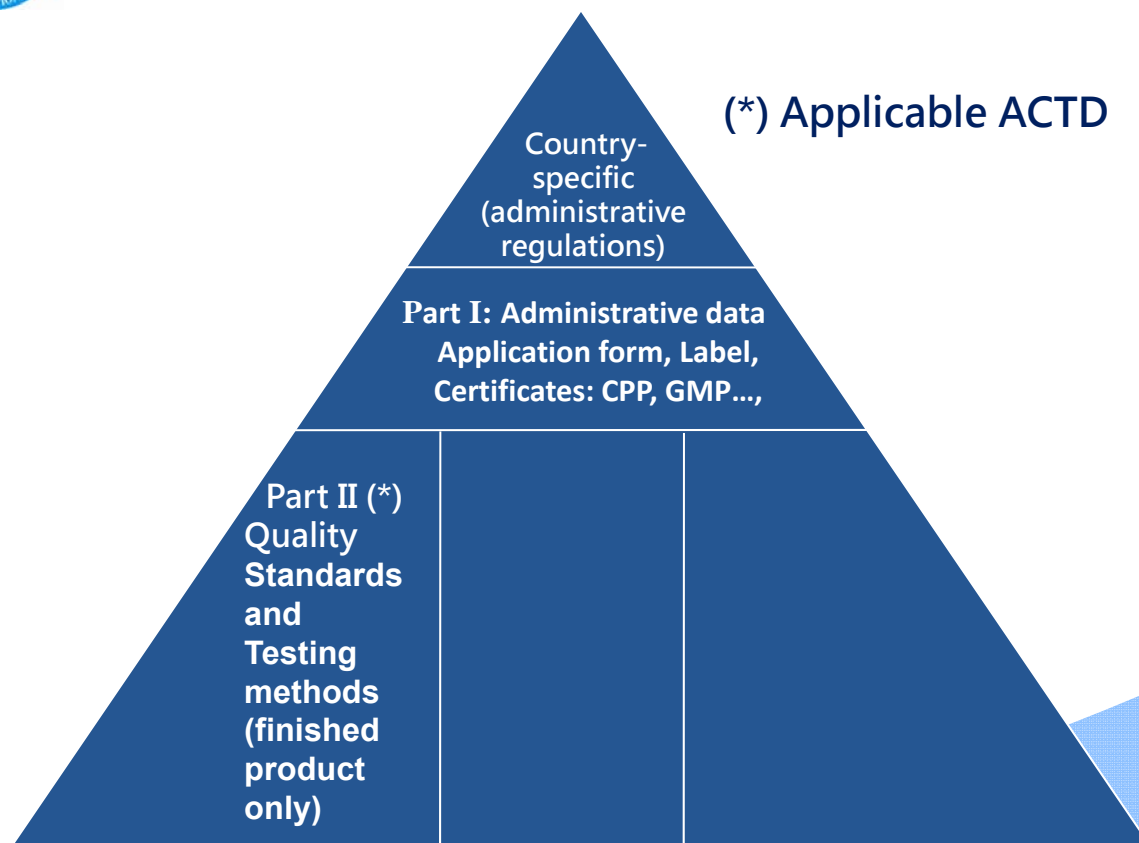 (*) Applicable ACTD
Country-
specific
(administrative
regulations)
Part I: Administrative data
Application form, Label,
Certificates: CPP, GMP…,
Part II (*)
Quality
Standards
and
Testing
methods
(finished
product
only)